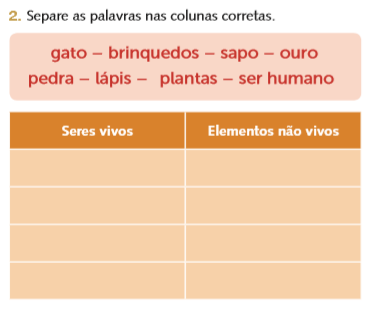 2. Separe as palavras nas colunas corretas.
gato – brinquedos – sapo – ouro
pedra – lápis – plantas – ser humano
Seres vivos
Elementos não vivos